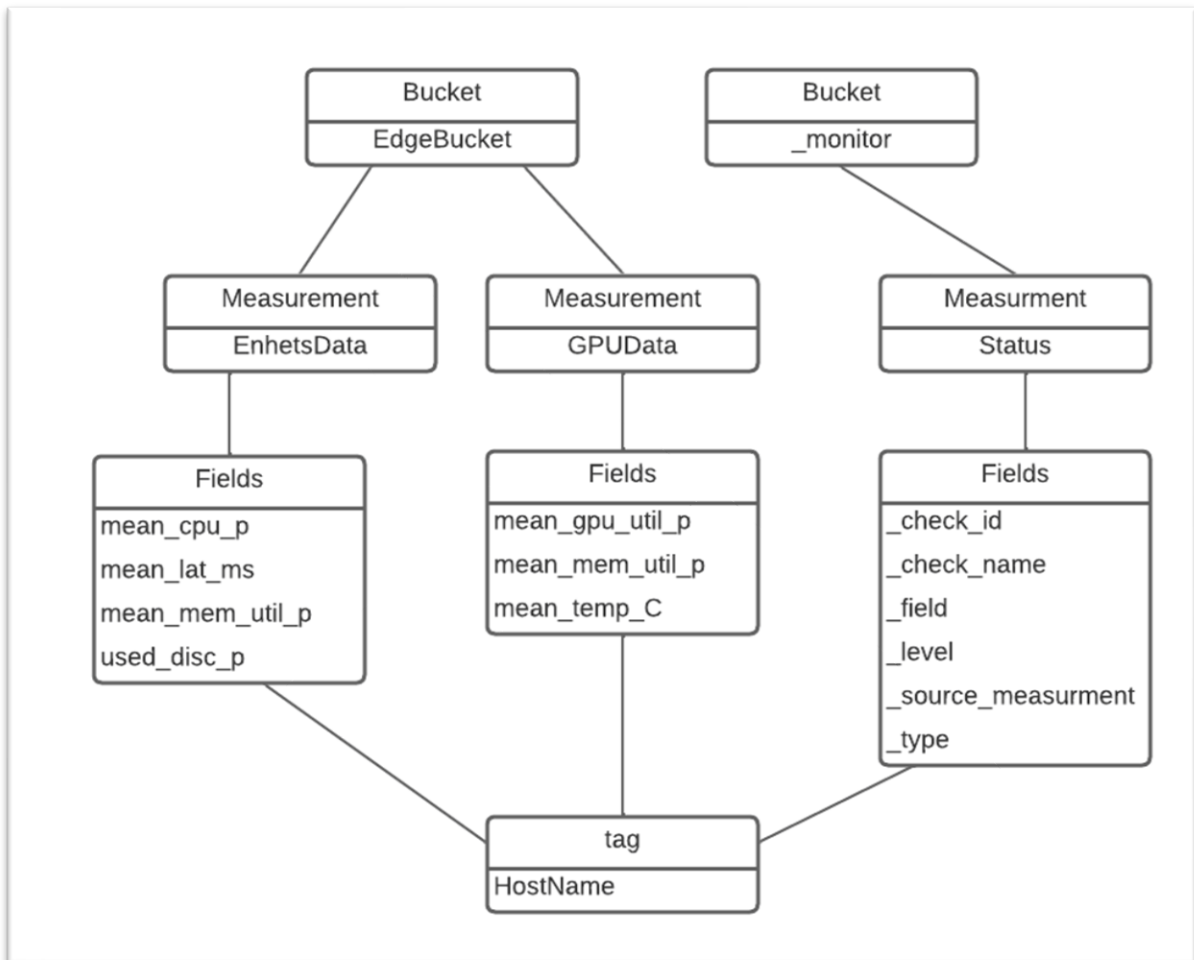 Bucket
EdgeBucket
Bucket
_monitor
Measurement
EnhetsData
Measurement
GPUData
Measurment
Status
Fields
mean_cpu_p
mean_lat_ms
mean_mem_util_p
used_disc_p
Fields
mean_gpu_util_p
mean_mem_util_p
mean_temp_C
Fields
_check_id
_check_name
_field
_level
_source_measurment
_type
tag
HostName